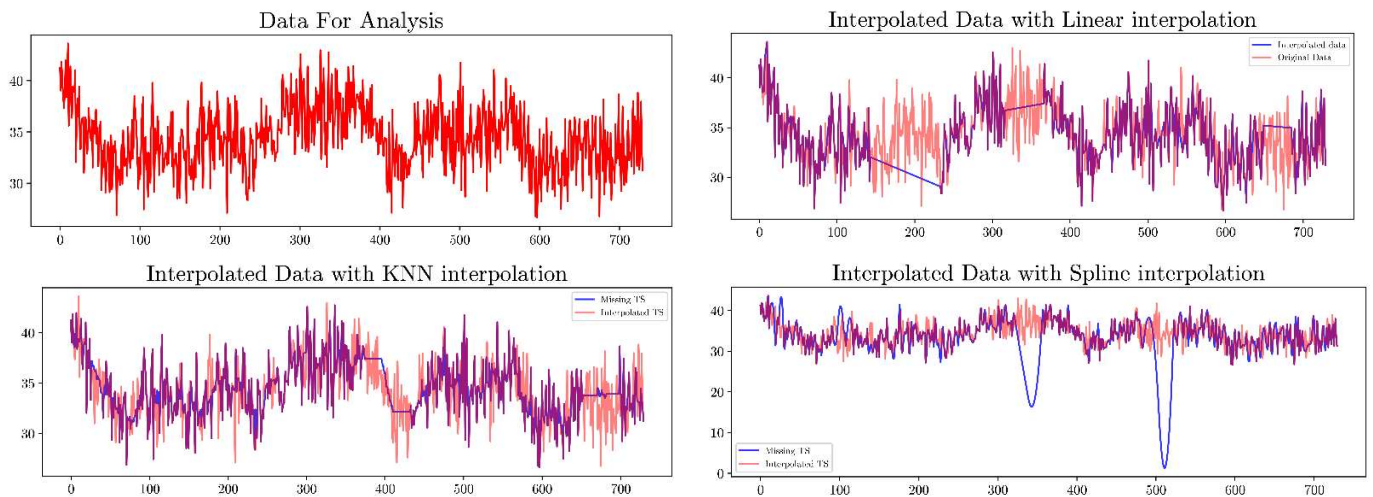 Data For Analysis
40
35
30
0 100 200 300 400 500 600 700
Interpolated Data with Linear interpolation
Interpolated data
Original Data
40
35
30
0 100 200 300 400 500 600 700
Interpolated Data with KNN interpolation
Missing TS
Interpolated TS
40
35
30
0 100 200 300 400 500 600 700
Interpolated Data with Spline interpolation
40
30
20
10
0
Missing TS
Interpolated TS
0 100 200 300 400 500 600 700